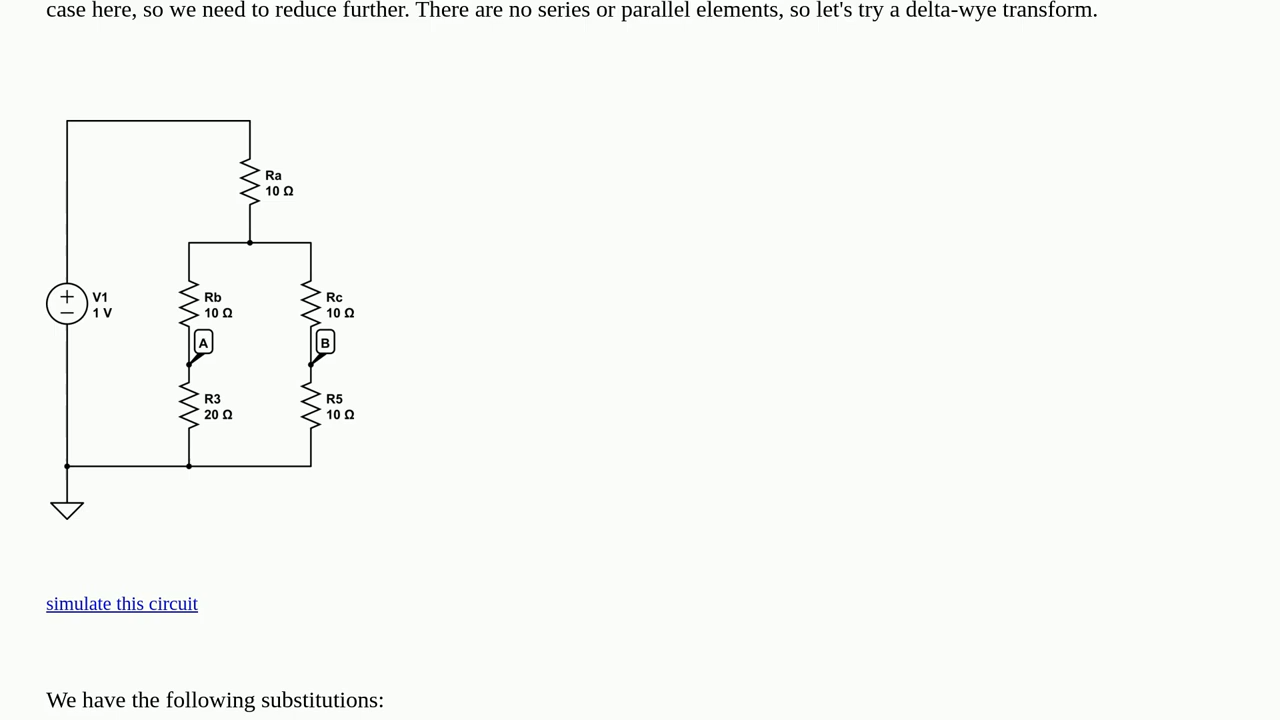 case here, so we need to reduce further. There are no series or parallel elements, so let's try a delta-wye transform.
Ra
10 Ω
V1
1 V
Rb
10 Ω
Rc
10 Ω
A
B
R3
20 Ω
R5
10 Ω
simulate this circuit
We have the following substitutions: